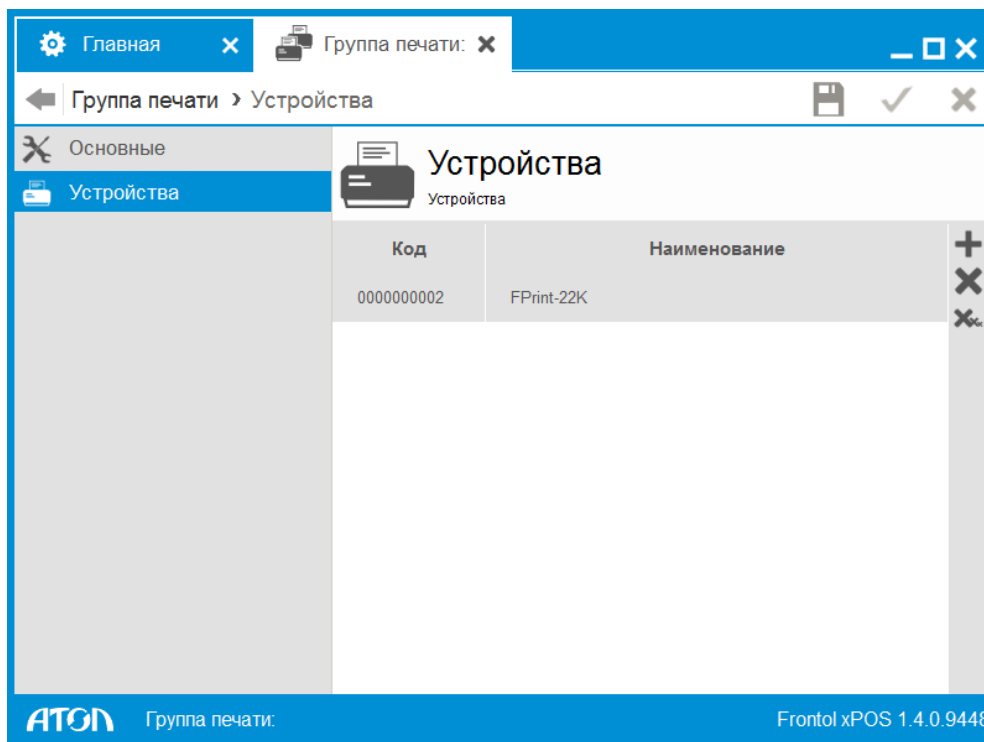 Главная
Группа печати:
Группа печати › Устройства
Основные
Устройства
Устройства
Устройства
Код Наименование
0000000002 FPrint-22K
АТОЛ Группа печати: Frontol xPOS 1.4.0.9448